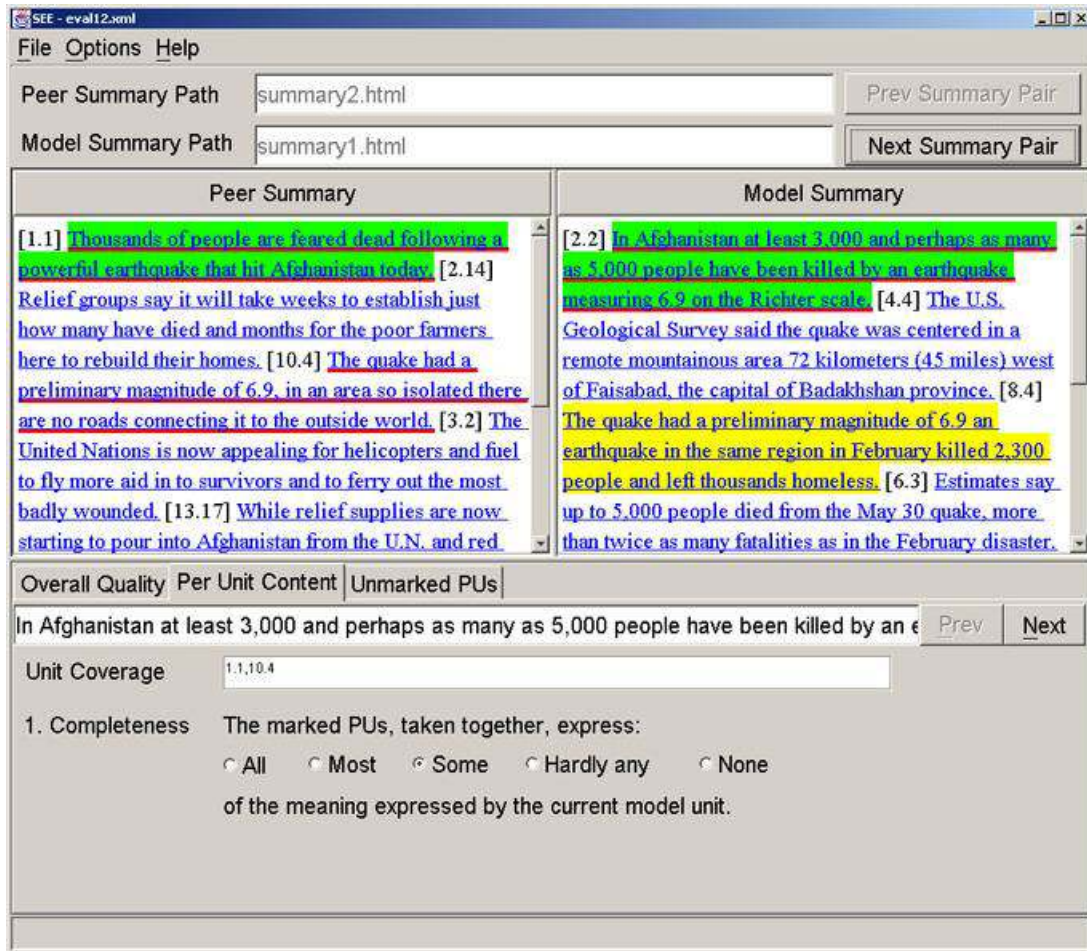 SEE - eval12.xml
File Options Help
Peer Summary Path summary2.html Prev Summary Pair
Model Summary Path summary1.html Next Summary Pair
Peer Summary
[1.1] Thousands of people are feared dead following a
powerful earthquake that hit Afghanistan today. [2.14]
Relief groups say it will take weeks to establish just
how many have died and months for the poor farmers
here to rebuild their homes. [10.4] The quake had a
preliminary magnitude of 6.9, in an area so isolated there
are no roads connecting it to the outside world. [3.2] The
United Nations is now appealing for helicopters and fuel
to fly more aid in to survivors and to ferry out the most
badly wounded. [13.17] While relief supplies are now
starting to pour into Afghanistan from the U.N. and red
Model Summary
[2.2] In Afghanistan at least 3,000 and perhaps as many
as 5,000 people have been killed by an earthquake
measuring 6.9 on the Richter scale. [4.4] The U.S.
Geological Survey said the quake was centered in a
remote mountainous area 72 kilometers (45 miles) west
of Faisabad, the capital of Badakhshan province. [8.4]
The quake had a preliminary magnitude of 6.9 an
earthquake in the same region in February killed 2,300
people and left thousands homeless. [6.3] Estimates say
up to 5,000 people died from the May 30 quake, more
than twice as many fatalities as in the February disaster.
Overall Quality Per Unit Content Unmarked PUs
In Afghanistan at least 3,000 and perhaps as many as 5,000 people have been killed by an e Prev Next
Unit Coverage 1.1,10.4
1. Completeness The marked PUs, taken together, express:
All Most Some Hardly any None
of the meaning expressed by the current model unit.